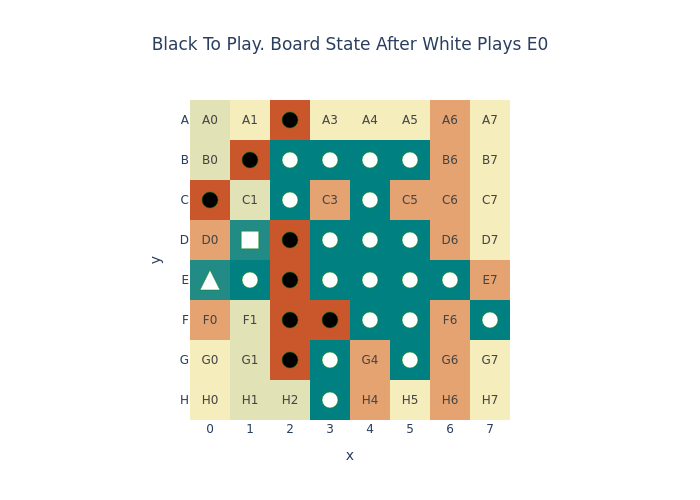 Black To Play. Board State After White Plays E0
A A0 A1 A3 A4 A5 A6 A7
B B0 B6 B7
C C1 C3 C5 C6 C7
D D0 D6 D7
y
E E7
F F0 F1 F6
G G0 G1 G4 G6 G7
H H0 H1 H2 H4 H5 H6 H7
0 1 2 3 4 5 6 7
x